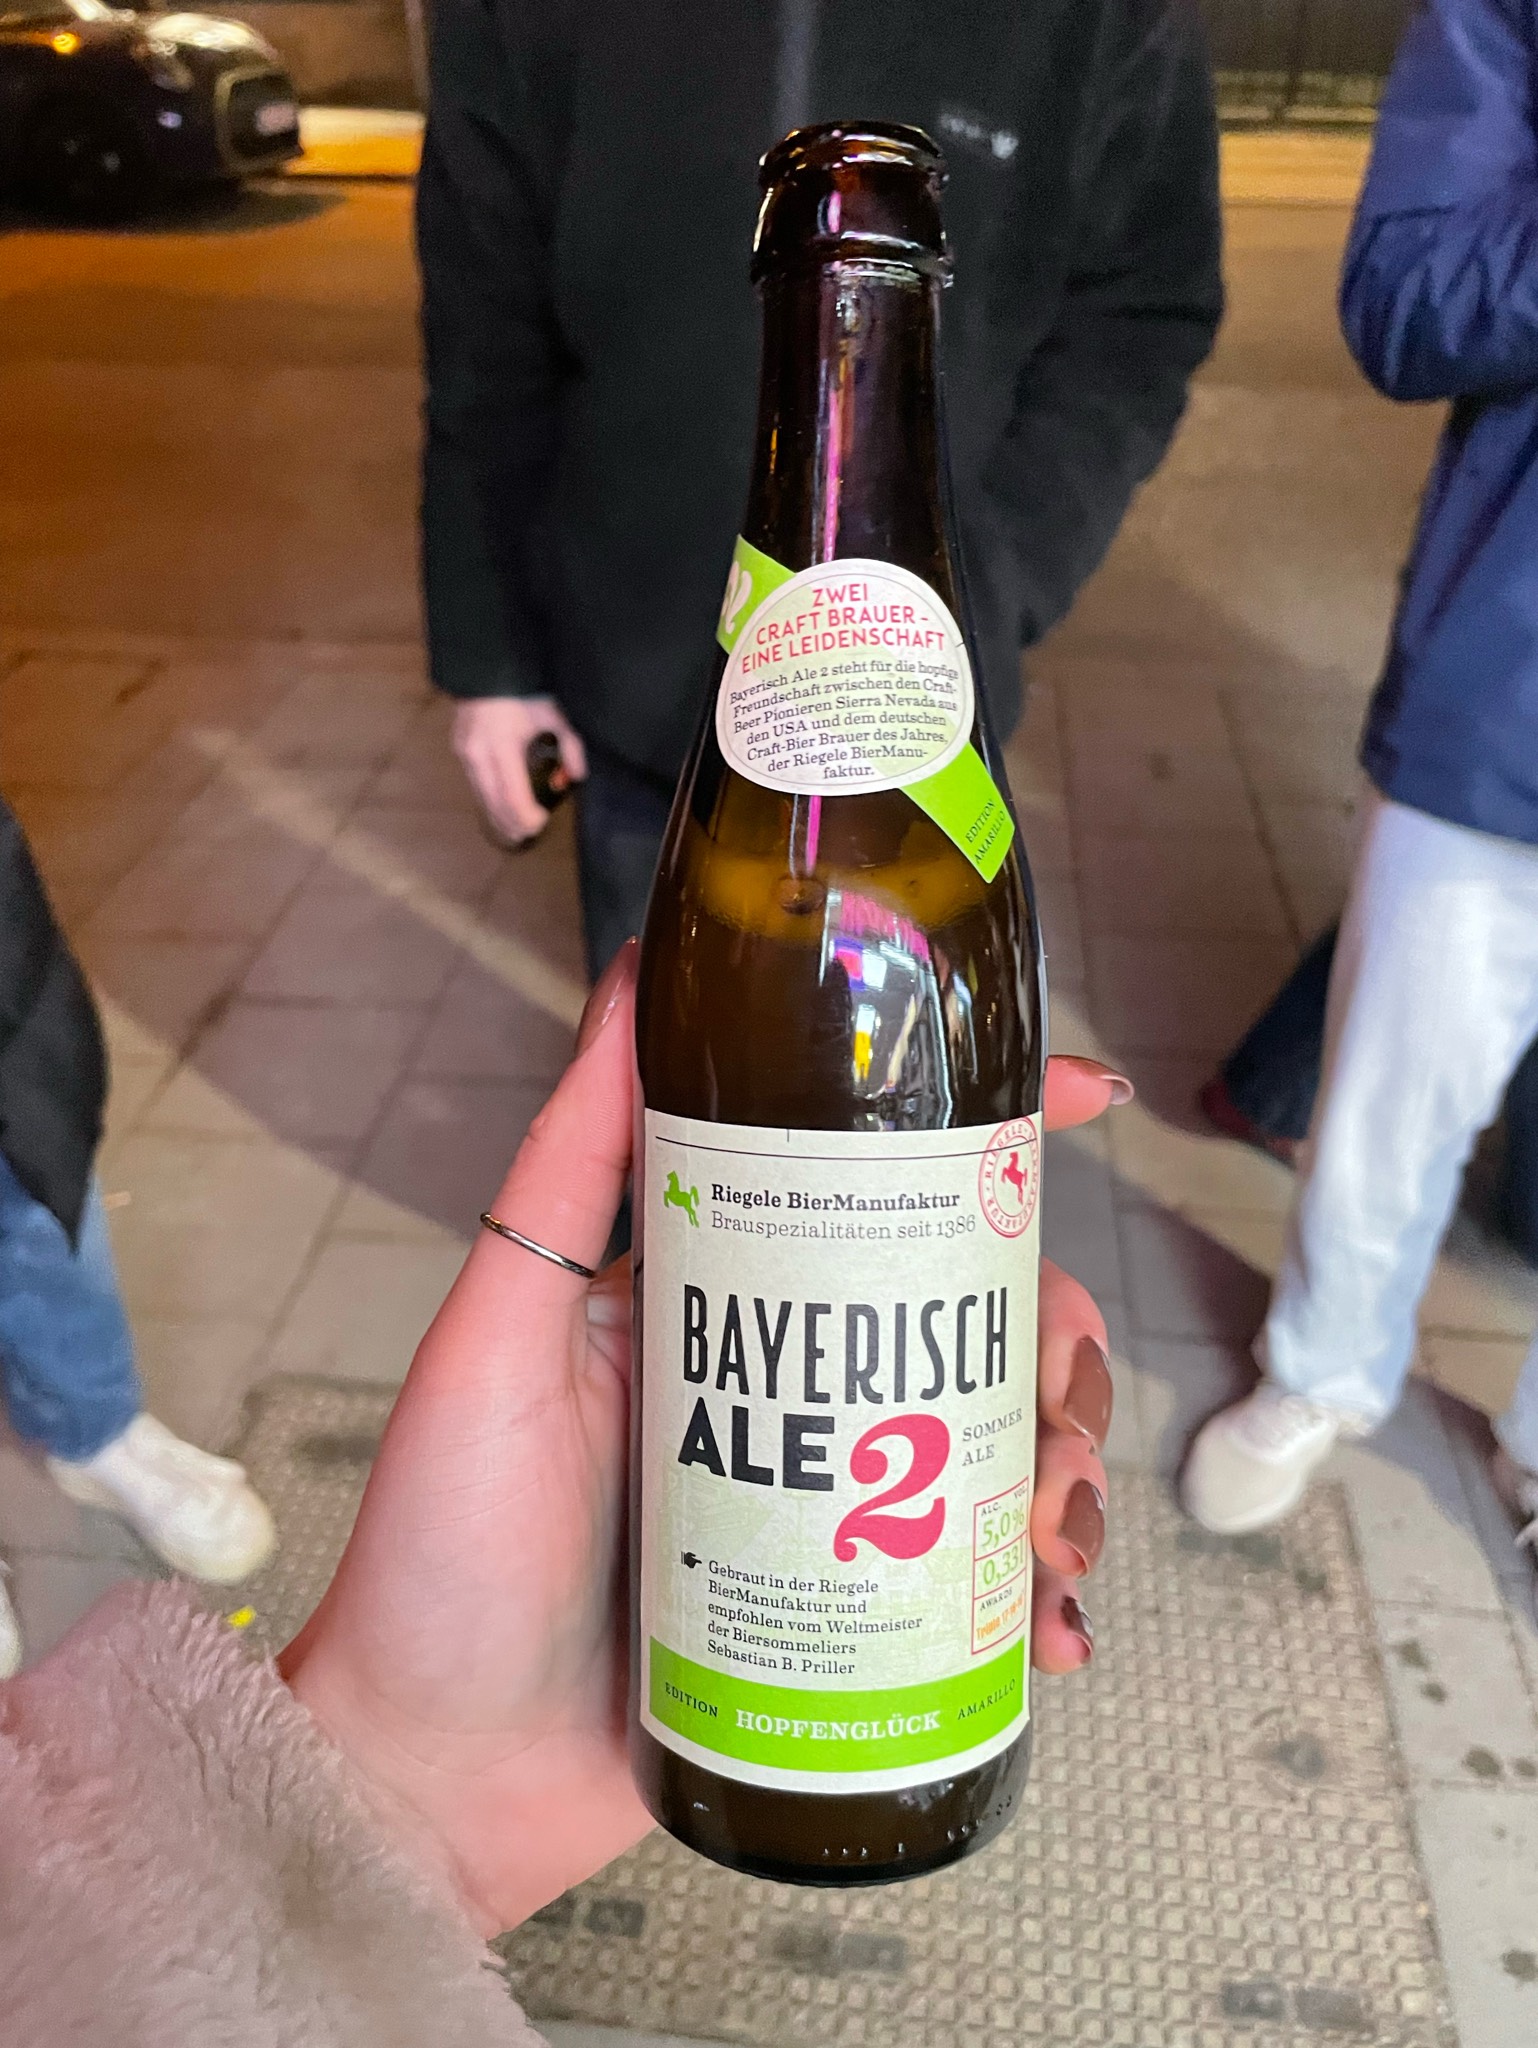 ZWEI
CRAFT BRAUER -
EINE LEIDENSCHAFT
Bayerisch Ale 2 steht für die hopfige
Freundschaft zwischen den Craft-
Beer Pionieren Sierra Nevada aus
den USA und dem deutschen
Craft-Bier Brauer des Jahres,
der Riegele BierManu-
faktur.
EDITION
AMARILLO
Riegele BierManufaktur
Brauspezialitäten seit 1386
RIEGELE
BAYERISCH
ALE 2
SOMMER
ALE
ALC. VOL.
5,0%
0,33l
AWARDS
Gebraut in der Riegele
BierManufaktur und
empfohlen vom Weltmeister
der Biersommeliers
Sebastian B. Priller
EDITION HOPFENGLÜCK AMARILLO